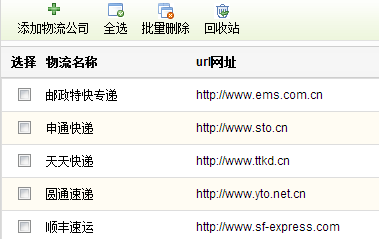 添加物流公司 全选 批量删除 回收站
选择 物流名称 url网址
邮政特快专递 http://www.ems.com.cn
申通快递 http://www.sto.cn
天天快递 http://www.ttkd.cn
圆通速递 http://www.yto.net.cn
顺丰速运 http://www.sf-express.com